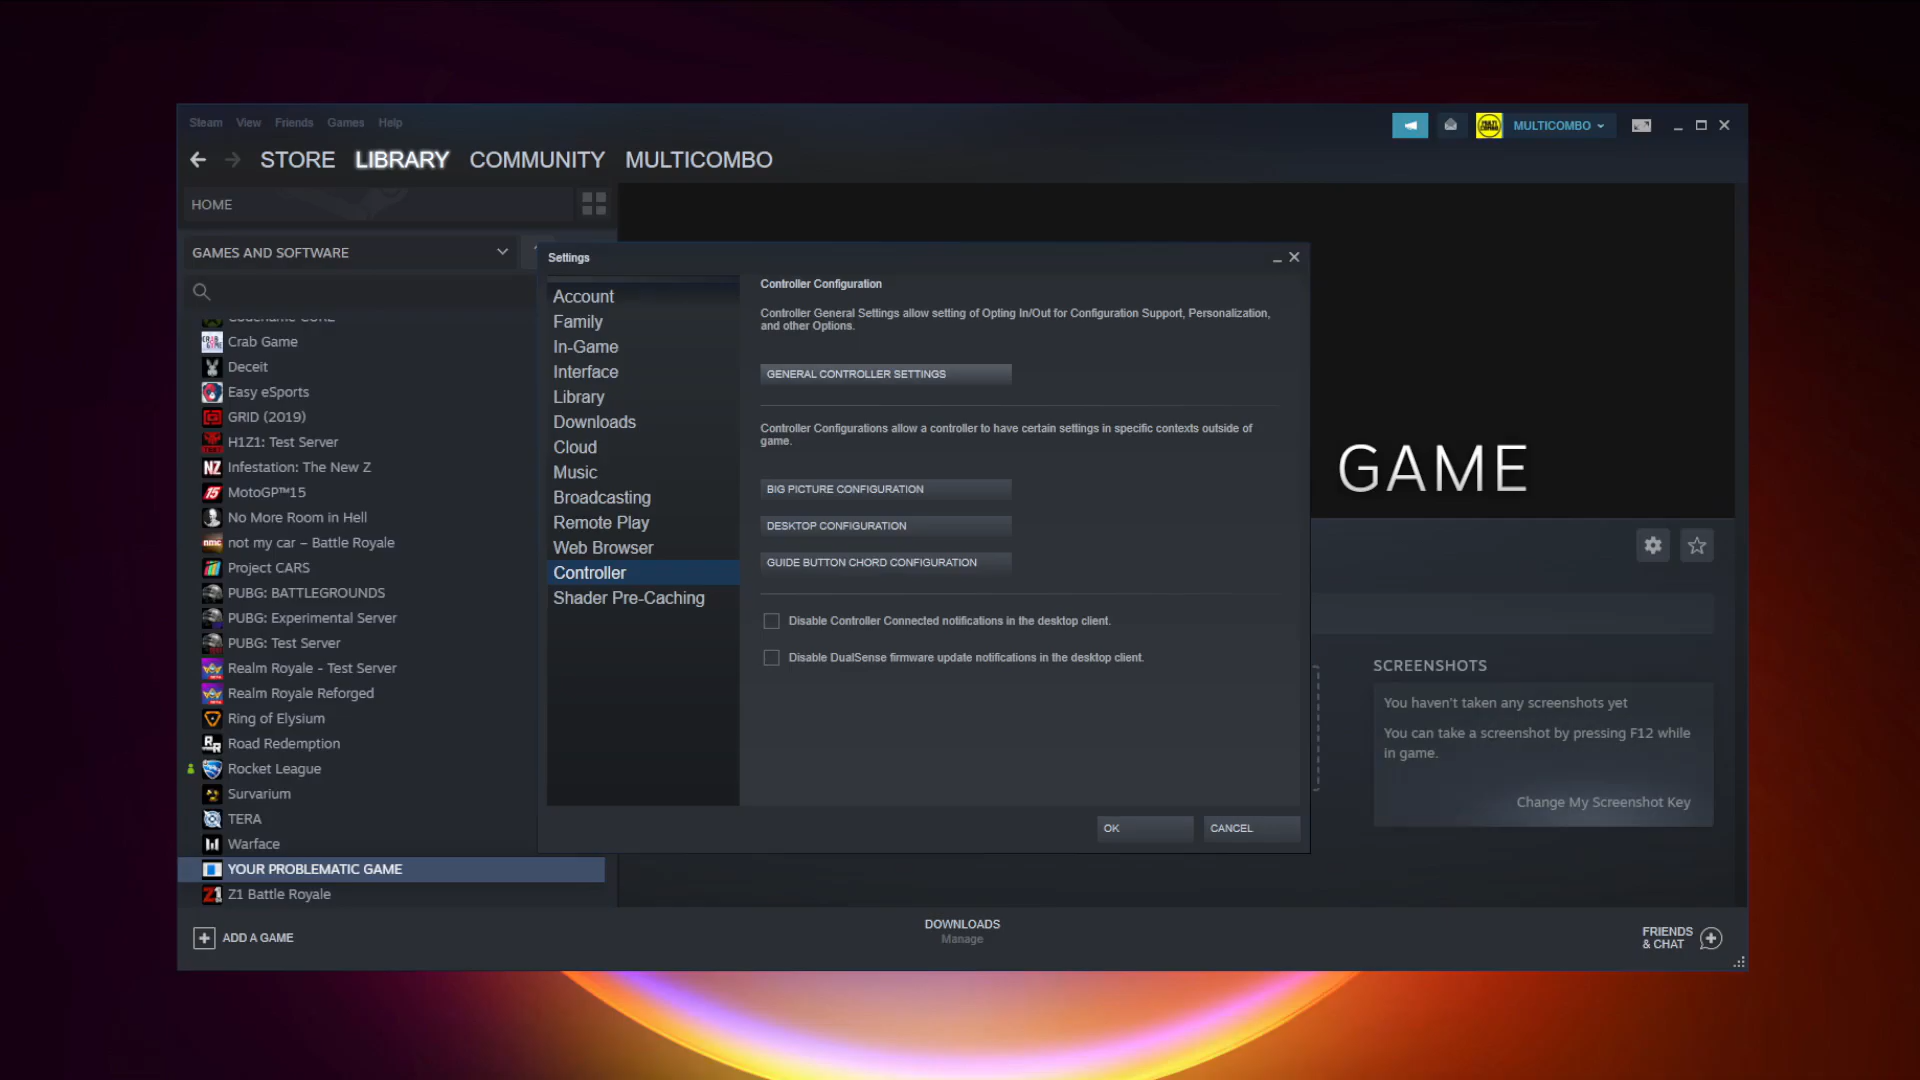 Steam View Friends Games Help
MULTICOMBO
STORE LIBRARY COMMUNITY MULTICOMBO
HOME
GAMES AND SOFTWARE
Crab Game
Deceit
Easy eSports
GRID (2019)
H1Z1: Test Server
Infestation: The New Z
MotoGP™15
No More Room in Hell
not my car – Battle Royale
Project CARS
PUBG: BATTLEGROUNDS
PUBG: Experimental Server
PUBG: Test Server
Realm Royale - Test Server
Realm Royale Reforged
Ring of Elysium
Road Redemption
Rocket League
Survarium
TERA
Warface
YOUR PROBLEMATIC GAME
Z1 Battle Royale
Settings
Account
Family
In-Game
Interface
Library
Downloads
Cloud
Music
Broadcasting
Remote Play
Web Browser
Controller
Shader Pre-Caching
Controller Configuration
Controller General Settings allow setting of Opting In/Out for Configuration Support, Personalization,
and other Options.
GENERAL CONTROLLER SETTINGS
Controller Configurations allow a controller to have certain settings in specific contexts outside of
game.
BIG PICTURE CONFIGURATION
DESKTOP CONFIGURATION
GUIDE BUTTON CHORD CONFIGURATION
Disable Controller Connected notifications in the desktop client.
Disable DualSense firmware update notifications in the desktop client.
OK CANCEL
GAME
SCREENSHOTS
You haven't taken any screenshots yet
You can take a screenshot by pressing F12 while
in game.
Change My Screenshot Key
ADD A GAME
DOWNLOADS
Manage
FRIENDS
& CHAT